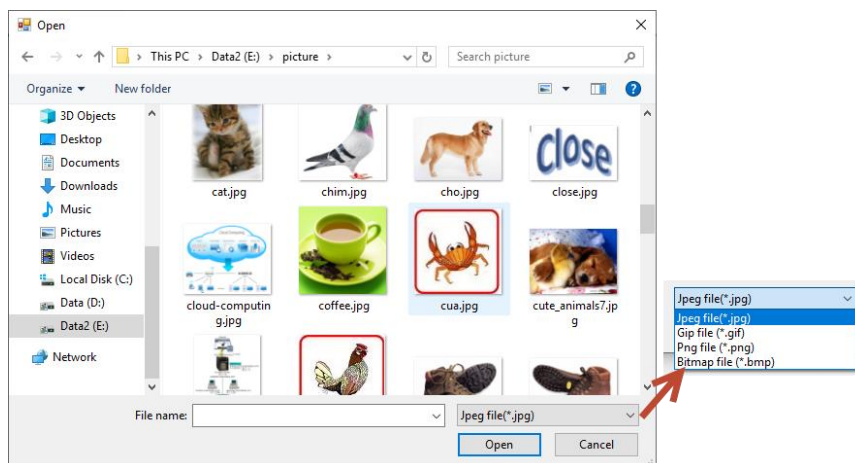 Open
This PC > Data2 (E:) > picture >
Search picture
Organize
New folder
3D Objects
Desktop
Documents
Downloads
Music
Pictures
Videos
Local Disk (C:)
Data (D:)
Data2 (E:)
Network
cat.jpg
chim.jpg
cho.jpg
close
close.jpg
cloud-computin
g.jpg
coffee.jpg
cua.jpg
cute_animals7.jp
g
File name:
Jpeg file(*.jpg)
Open
Cancel
Jpeg file(*.jpg)
Jpeg file(*.jpg)
Gip file (*.gif)
Png file (*.png)
Bitmap file (*.bmp)